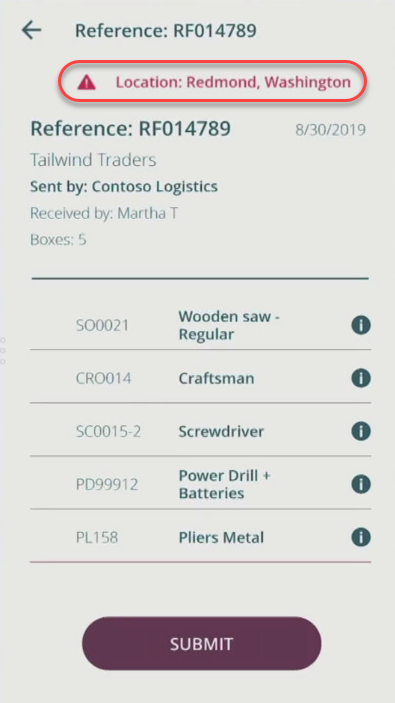 Reference: RF014789
Location: Redmond, Washington
Reference: RF014789 8/30/2019
Tailwind Traders
Sent by: Contoso Logistics
Received by: Martha T
Boxes: 5
SO0021 Wooden saw -
Regular
CRO014 Craftsman
SC0015-2 Screwdriver
PD99912 Power Drill +
Batteries
PL158 Pliers Metal
SUBMIT